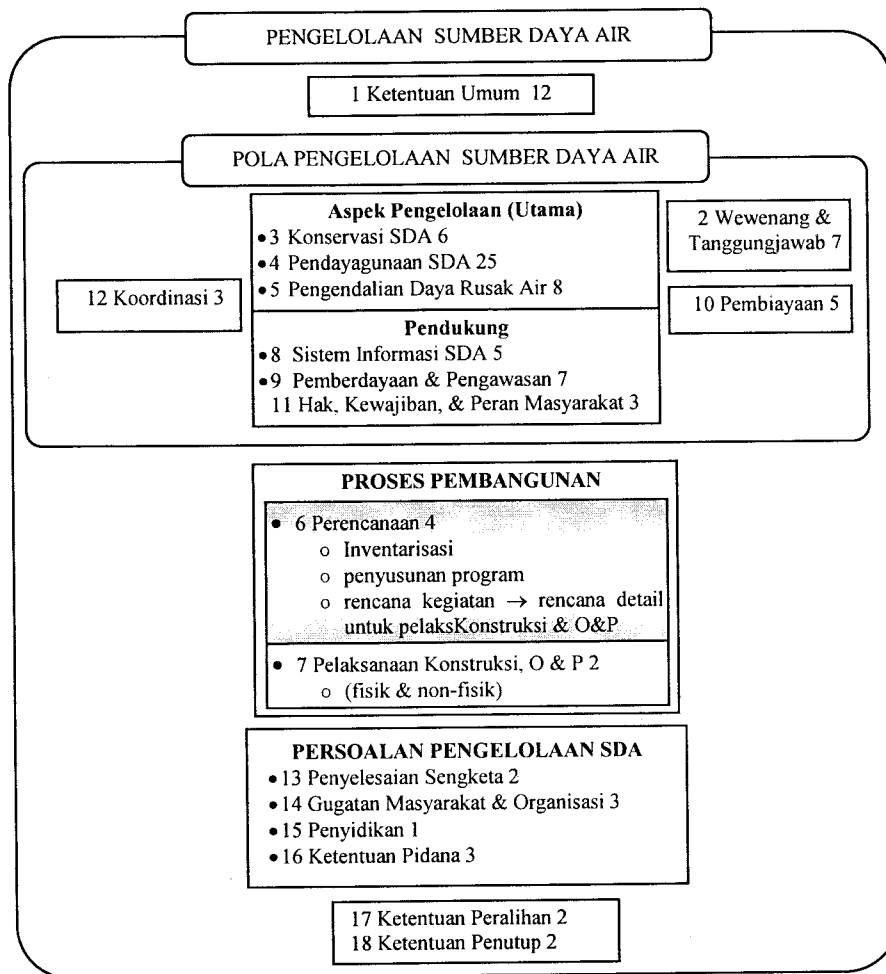 PENGELOLAAN SUMBER DAYA AIR
1 Ketentuan Umum 12
POLA PENGELOLAAN SUMBER DAYA AIR
Aspek Pengelolaan (Utama)
•3 Konservasi SDA 6
•4 Pendayagunaan SDA 25
•5 Pengendalian Daya Rusak Air 8
2 Wewenang &
Tanggungjawab 7
12 Koordinasi 3
10 Pembiayaan 5
Pendukung
•8 Sistem Informasi SDA 5
•9 Pemberdayaan & Pengawasan 7
11 Hak, Kewajiban, & Peran Masyarakat 3
PROSES PEMBANGUNAN
• 6 Perencanaan 4
o Inventarisasi
o penyusunan program
o rencana kegiatan → rencana detail
untuk pelaksKonstruksi & O&P
• 7 Pelaksanaan Konstruksi, O & P 2
o (fisik & non-fisik)
PERSOALAN PENGELOLAAN SDA
•13 Penyelesaian Sengketa 2
•14 Gugatan Masyarakat & Organisasi 3
•15 Penyidikan 1
•16 Ketentuan Pidana 3
17 Ketentuan Peralihan 2
18 Ketentuan Penutup 2